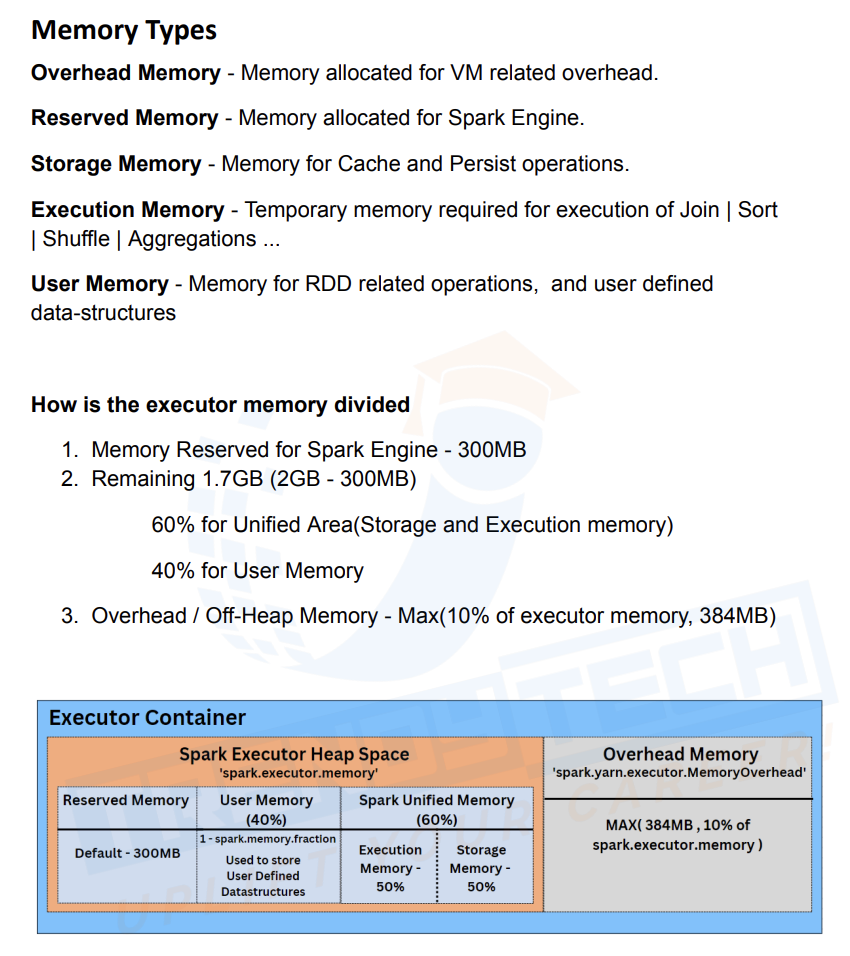 Memory Types
Overhead Memory - Memory allocated for VM related overhead.
Reserved Memory - Memory allocated for Spark Engine.
Storage Memory - Memory for Cache and Persist operations.
Execution Memory - Temporary memory required for execution of Join | Sort
| Shuffle | Aggregations ...
User Memory - Memory for RDD related operations,  and user defined
data-structures
How is the executor memory divided
1. Memory Reserved for Spark Engine - 300MB
2. Remaining 1.7GB (2GB - 300MB)
60% for Unified Area(Storage and Execution memory)
40% for User Memory
3. Overhead / Off-Heap Memory - Max(10% of executor memory, 384MB)
Executor Container
Spark Executor Heap Space
'spark.executor.memory'
Reserved Memory
Default - 300MB
User Memory
(40%)
1 - spark.memory.fraction
Used to store
User Defined
Datastructures
Spark Unified Memory
(60%)
Execution
Memory -
50%
Storage
Memory -
50%
Overhead Memory
'spark.yarn.executor.MemoryOverhead'
MAX( 384MB , 10% of
spark.executor.memory )